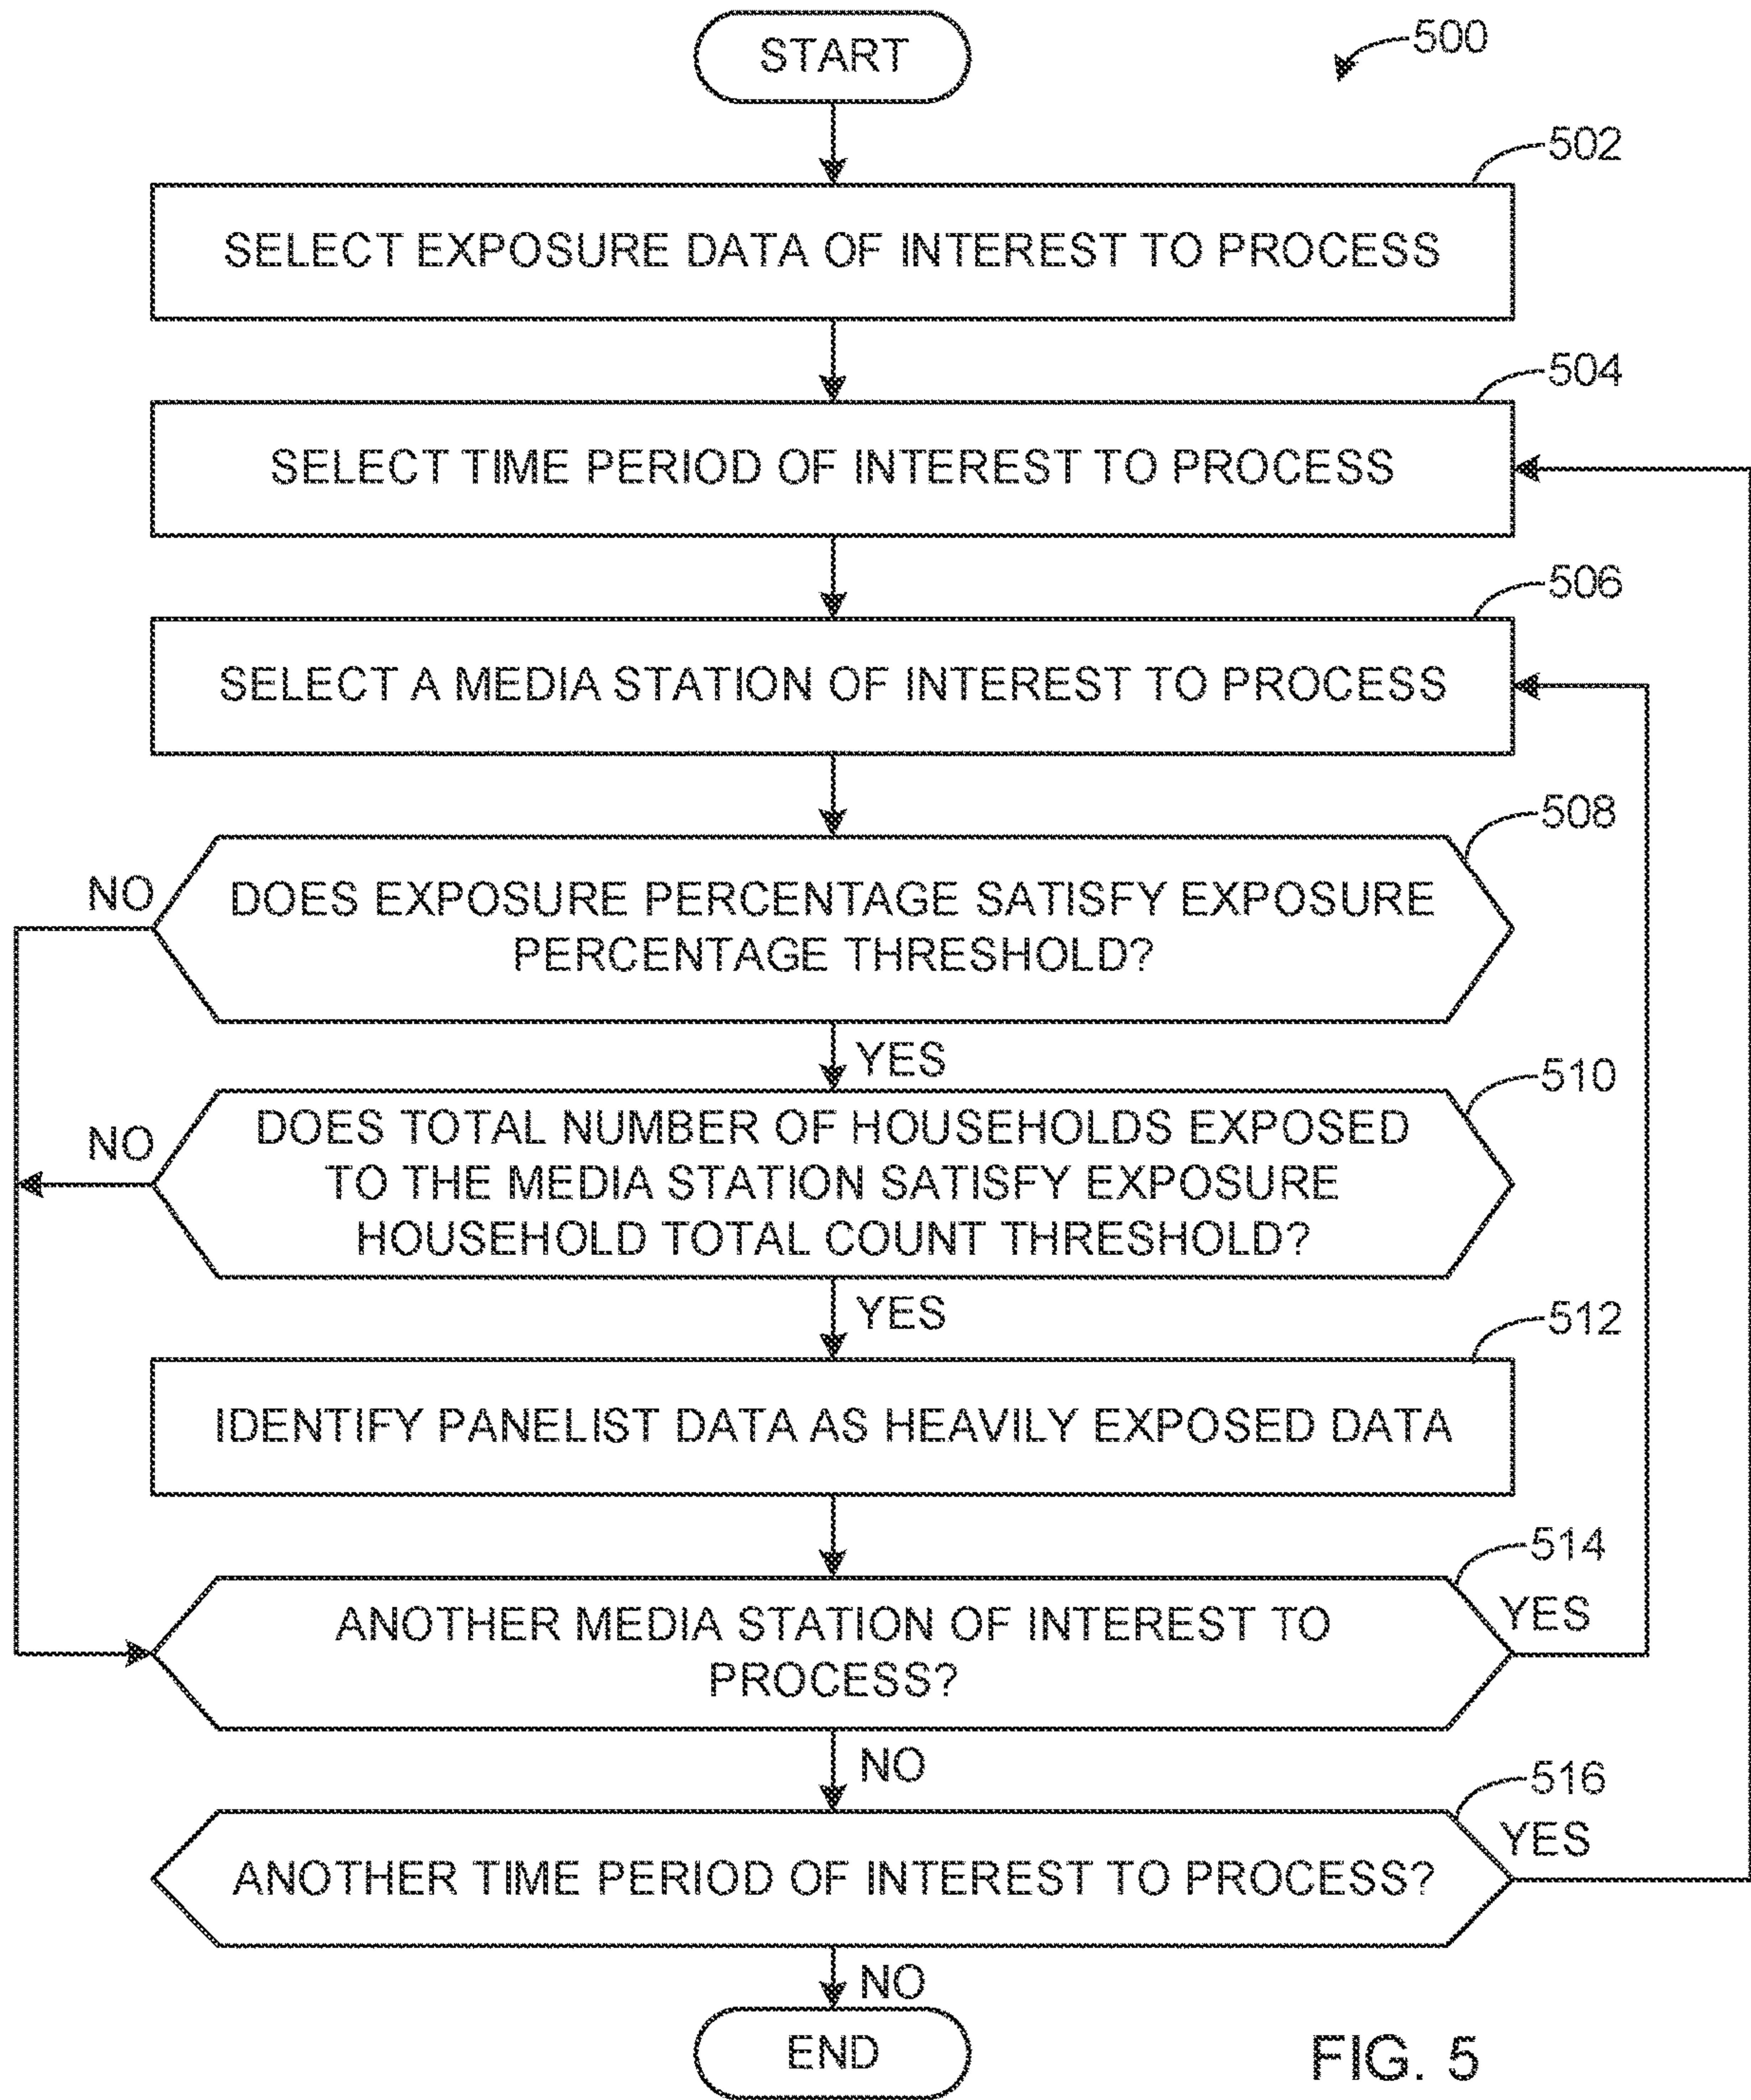 START
500
502
SELECT EXPOSURE DATA OF INTEREST TO PROCESS
504
SELECT TIME PERIOD OF INTEREST TO PROCESS
506
SELECT A MEDIA STATION OF INTEREST TO PROCESS
508
NO
DOES EXPOSURE PERCENTAGE SATISFY EXPOSURE
PERCENTAGE THRESHOLD?
YES
510
NO
DOES TOTAL NUMBER OF HOUSEHOLDS EXPOSED
TO THE MEDIA STATION SATISFY EXPOSURE
HOUSEHOLD TOTAL COUNT THRESHOLD?
YES
512
IDENTIFY PANELIST DATA AS HEAVILY EXPOSED DATA
514
ANOTHER MEDIA STATION OF INTEREST TO
PROCESS?
YES
NO
516
YES
ANOTHER TIME PERIOD OF INTEREST TO PROCESS?
NO
END
FIG. 5